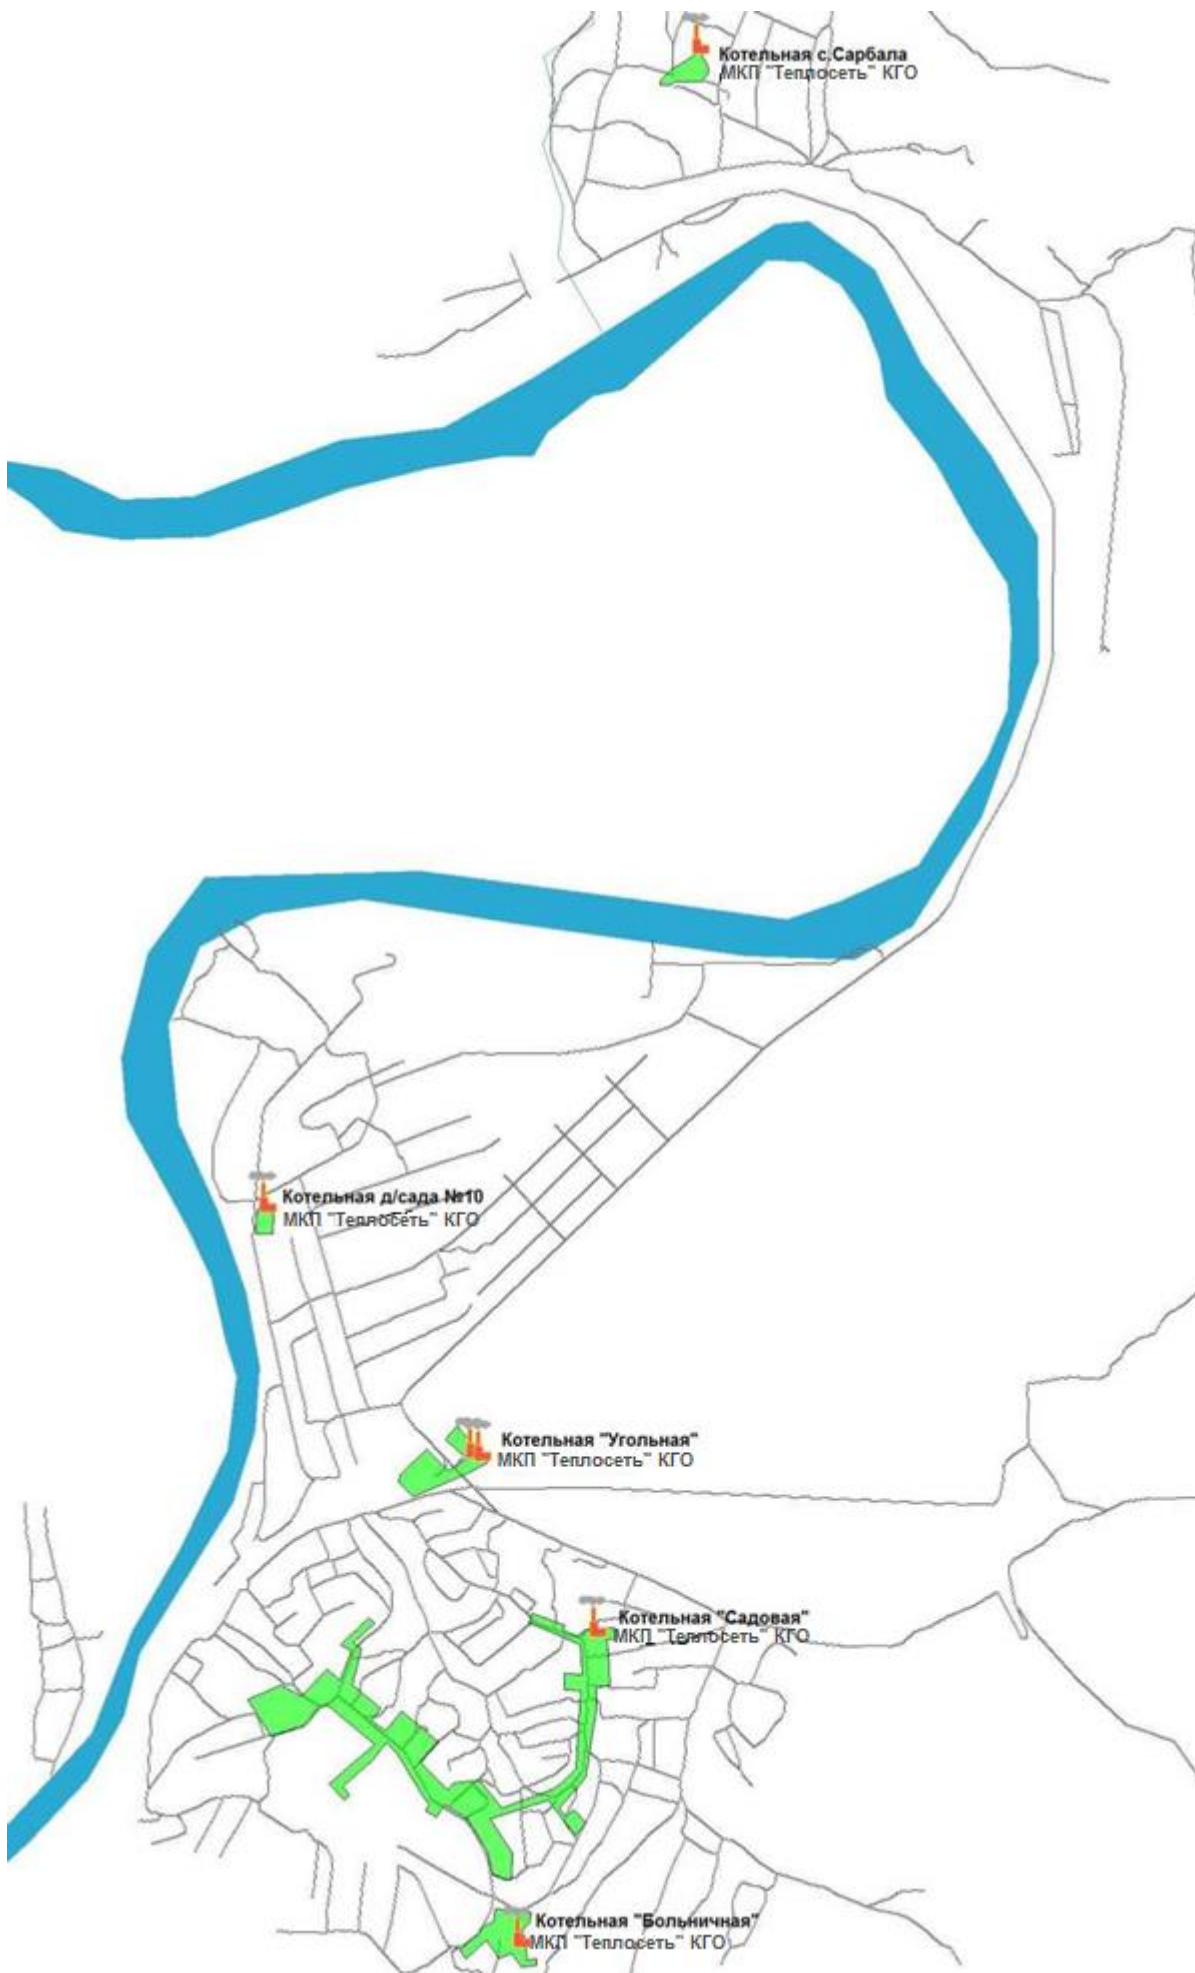 Котельная с.Сарбала
МКП "Теплосеть" КГО
Котельная д/сада №10
МКП "Теплосеть" КГО
Котельная "Угольная"
МКП "Теплосеть" КГО
Котельная "Садовая"
МКП "Теплосеть" КГО
Котельная "Больничная"
МКП "Теплосеть" КГО